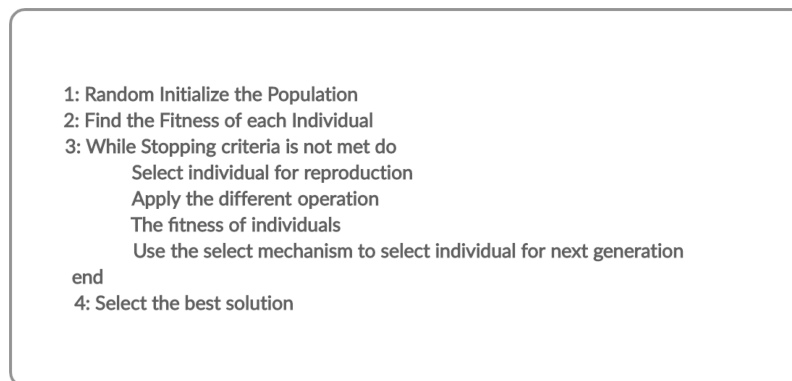 1: Random Initialize the Population
2: Find the Fitness of each Individual
3: While Stopping criteria is not met do
Select individual for reproduction
Apply the different operation
The fitness of individuals
Use the select mechanism to select individual for next generation
end
4: Select the best solution